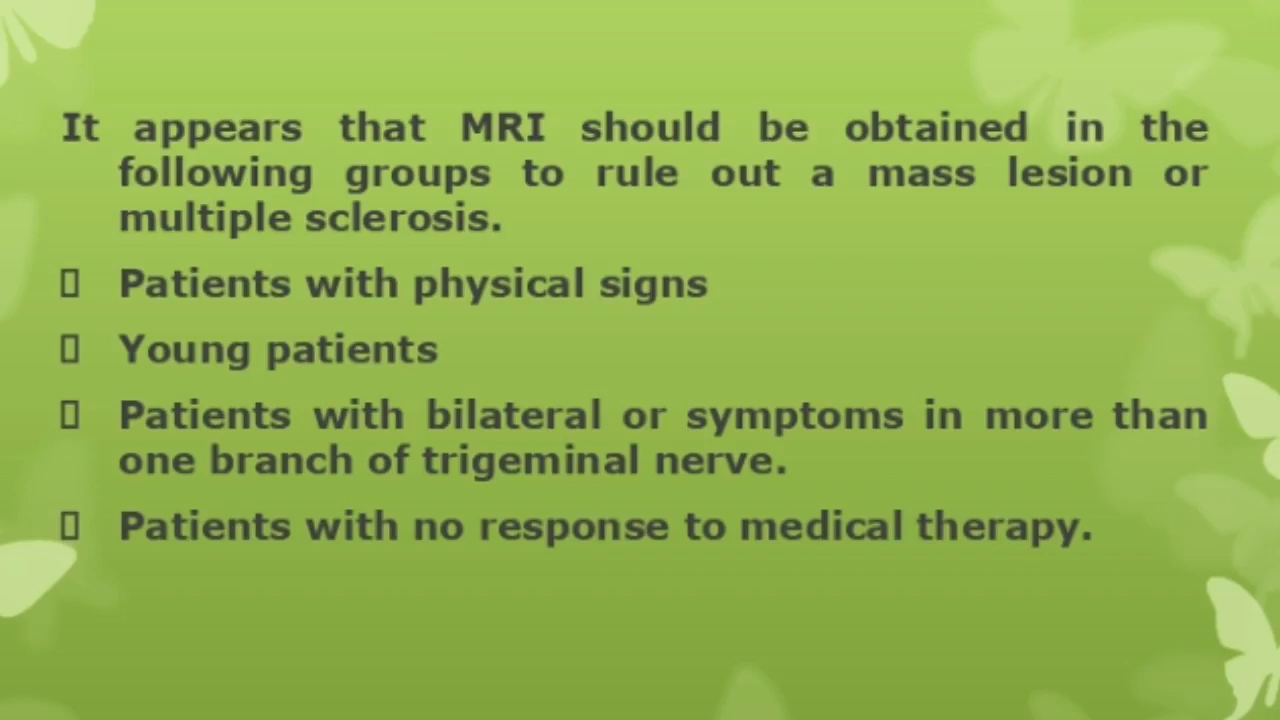 It appears that MRI should be obtained in the
following groups to rule out a mass lesion or
multiple sclerosis.
Patients with physical signs
Young patients
Patients with bilateral or symptoms in more than
one branch of trigeminal nerve.
Patients with no response to medical therapy.